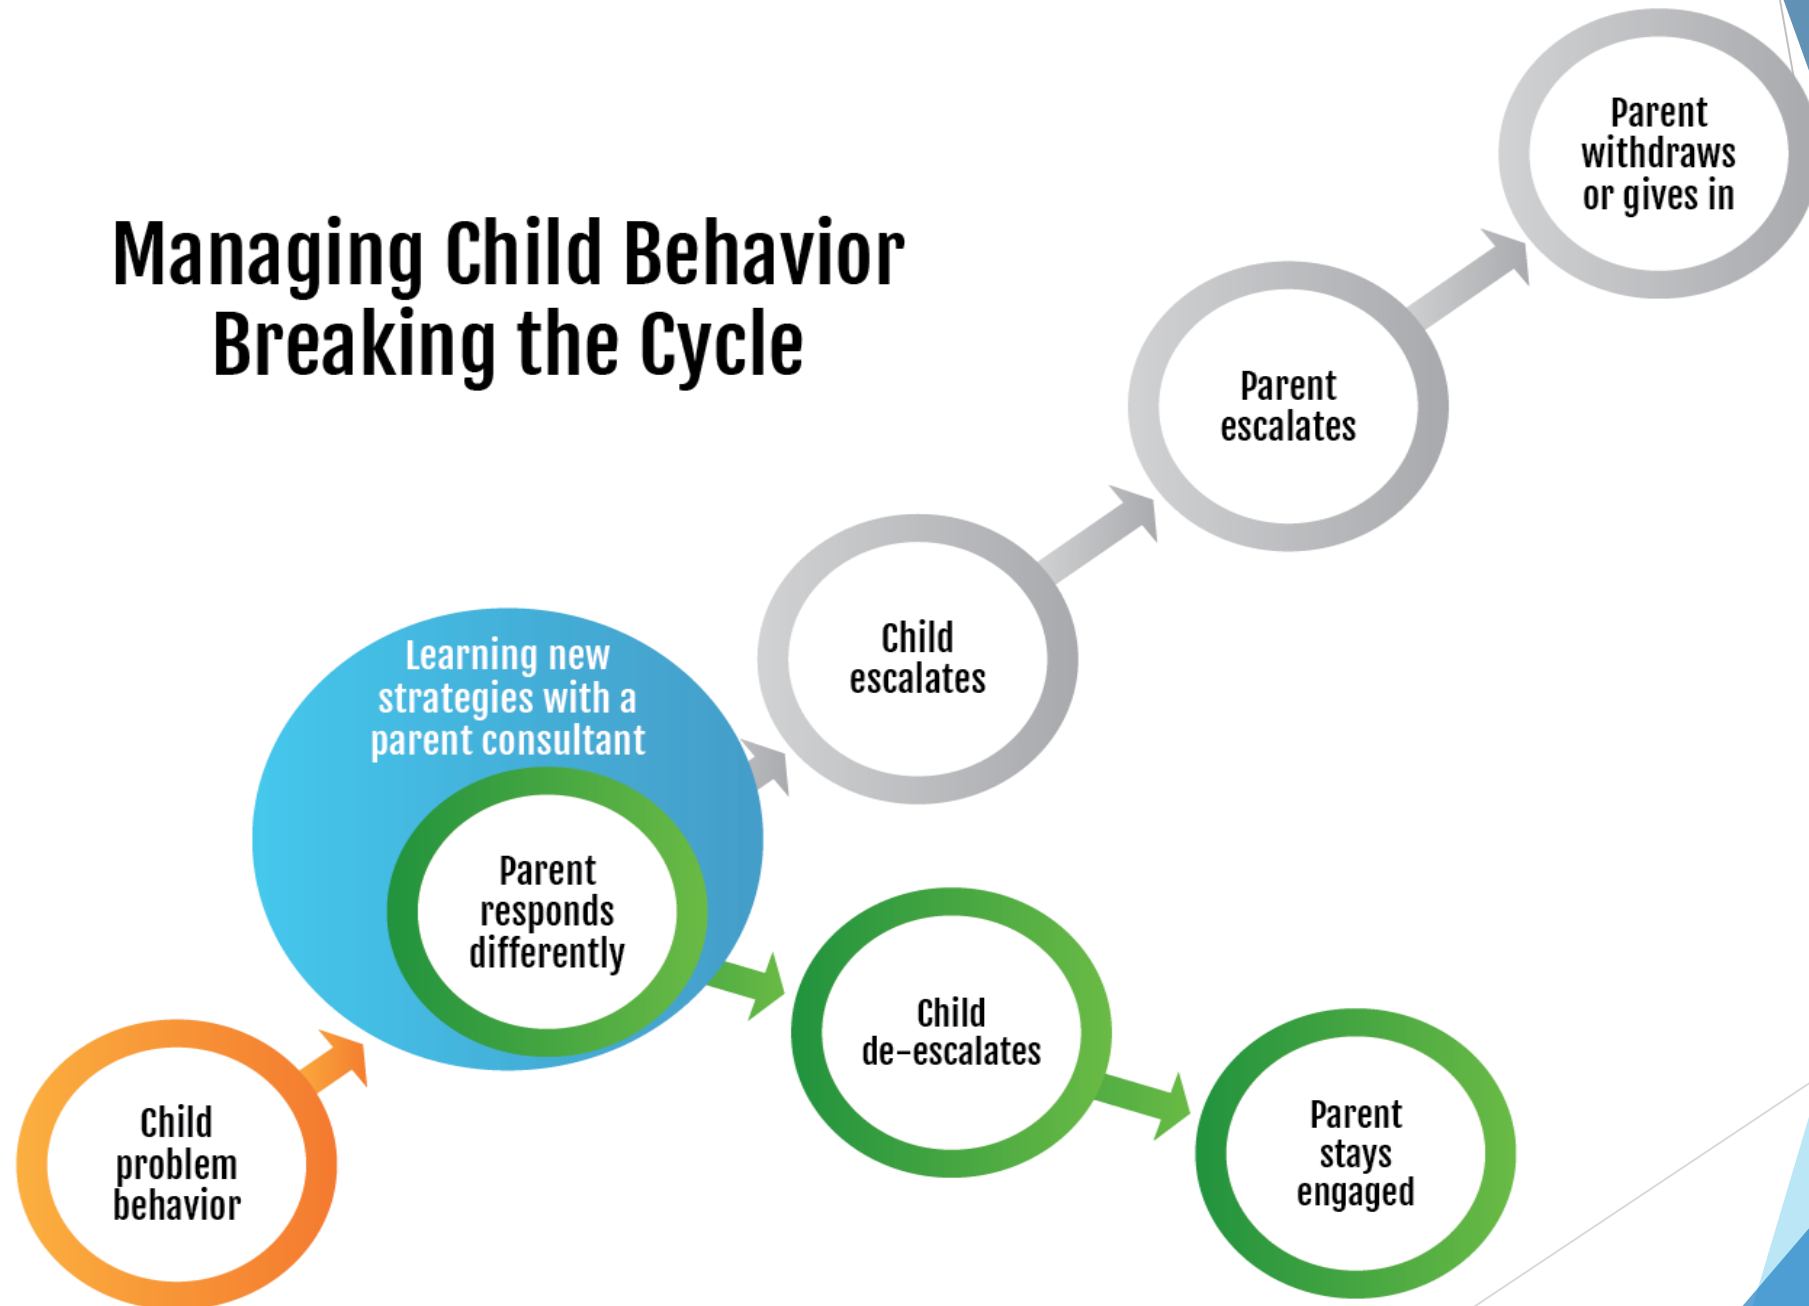 Managing Child Behavior
Breaking the Cycle
Parent
withdraws
or gives in
Parent
escalates
Child
escalates
Learning new
strategies with a
parent consultant
Parent
responds
differently
Child
de-escalates
Parent
stays
engaged
Child
problem
behavior